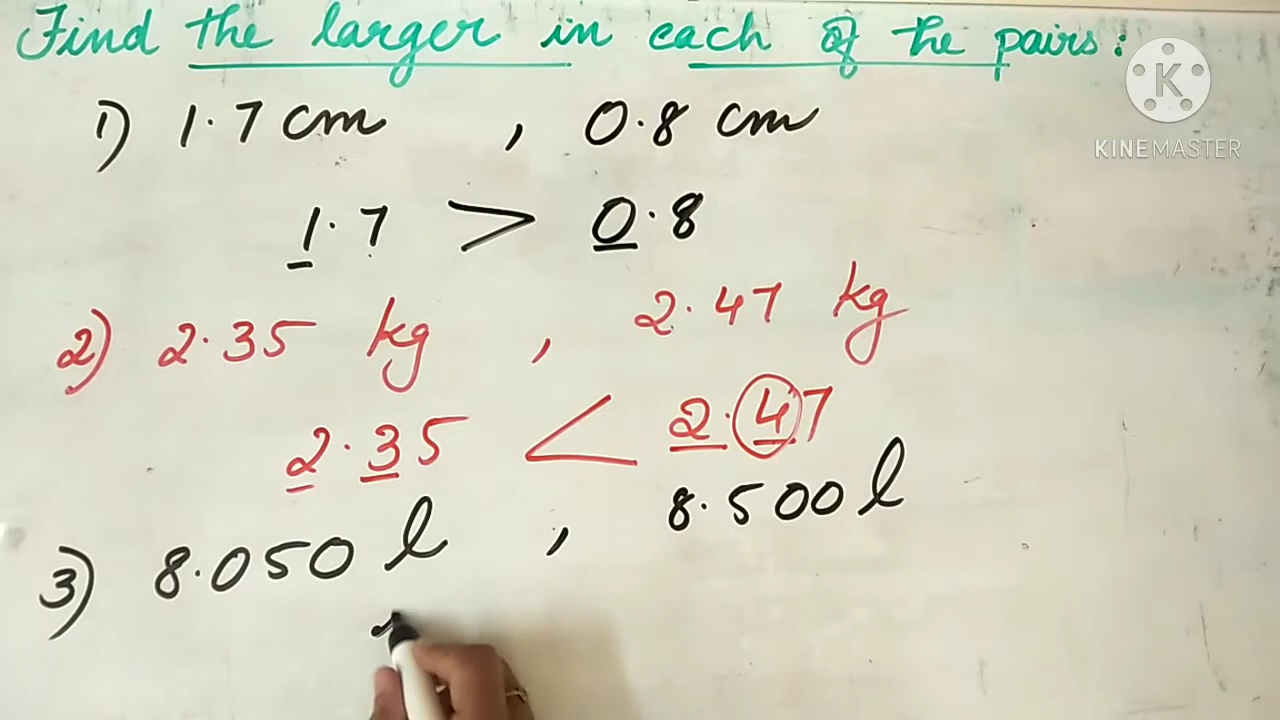 Find the larger in each of the pairs:
K
KINEMASTER
1) 1.7 cm , 0.8 cm
1.7 > 0.8
2) 2.35 kg , 2.47 kg
2.35 < 2.47
3) 8.050 l , 8.500 l